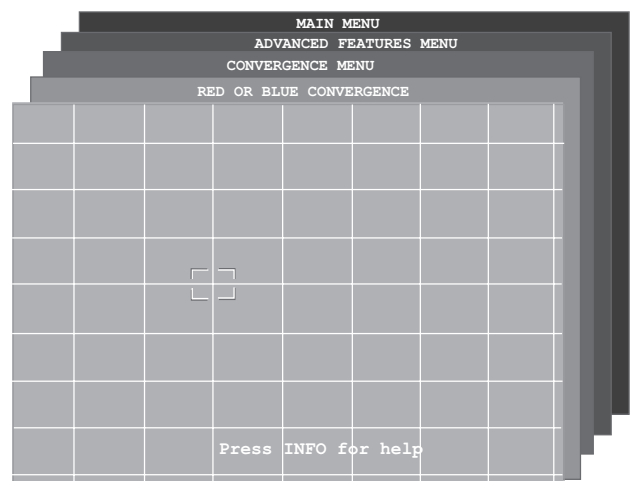 MAIN MENU
ADVANCED FEATURES MENU
CONVERGENCE MENU
RED OR BLUE CONVERGENCE
Press INFO for help